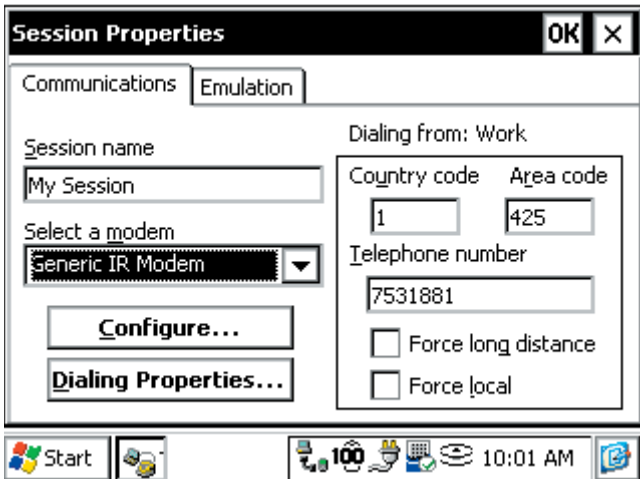 Session Properties OK ×
Communications Emulation
Session name
My Session
Select a modem
Generic IR Modem
Configure...
Dialing Properties...
Dialing from: Work
Country code Area code
1 425
Telephone number
7531881
Force long distance
Force local
Start 100 10:01 AM